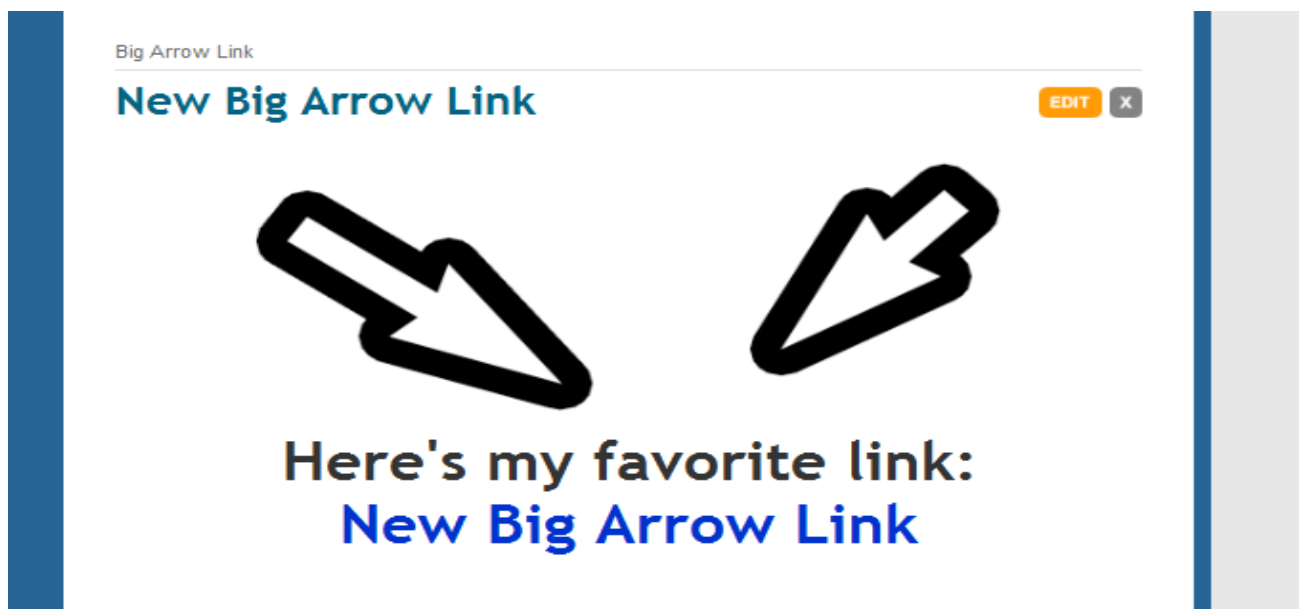 Big Arrow Link
New Big Arrow Link
EDIT X
Here's my favorite link:
New Big Arrow Link